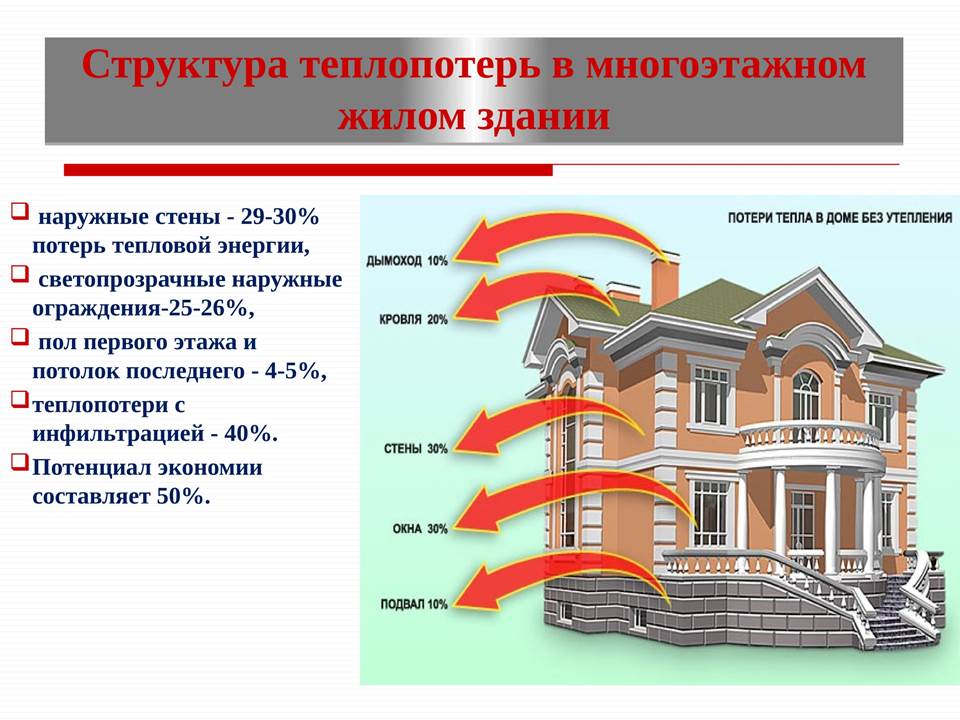 Структура теплопотерь в многоэтажном
жилом здании
наружные стены - 29-30%
потерь тепловой энергии,
светопрозрачные наружные
ограждения-25-26%,
пол первого этажа и
потолок последнего - 4-5%,
теплопотери с
инфильтрацией - 40%.
Потенциал экономии
составляет 50%.
ПОТЕРИ ТЕПЛА В ДОМЕ БЕЗ УТЕПЛЕНИЯ
ДЫМОХОД 10%
КРОВЛЯ 20%
СТЕНЫ 30%
ОКНА 30%
ПОДВАЛ 10%